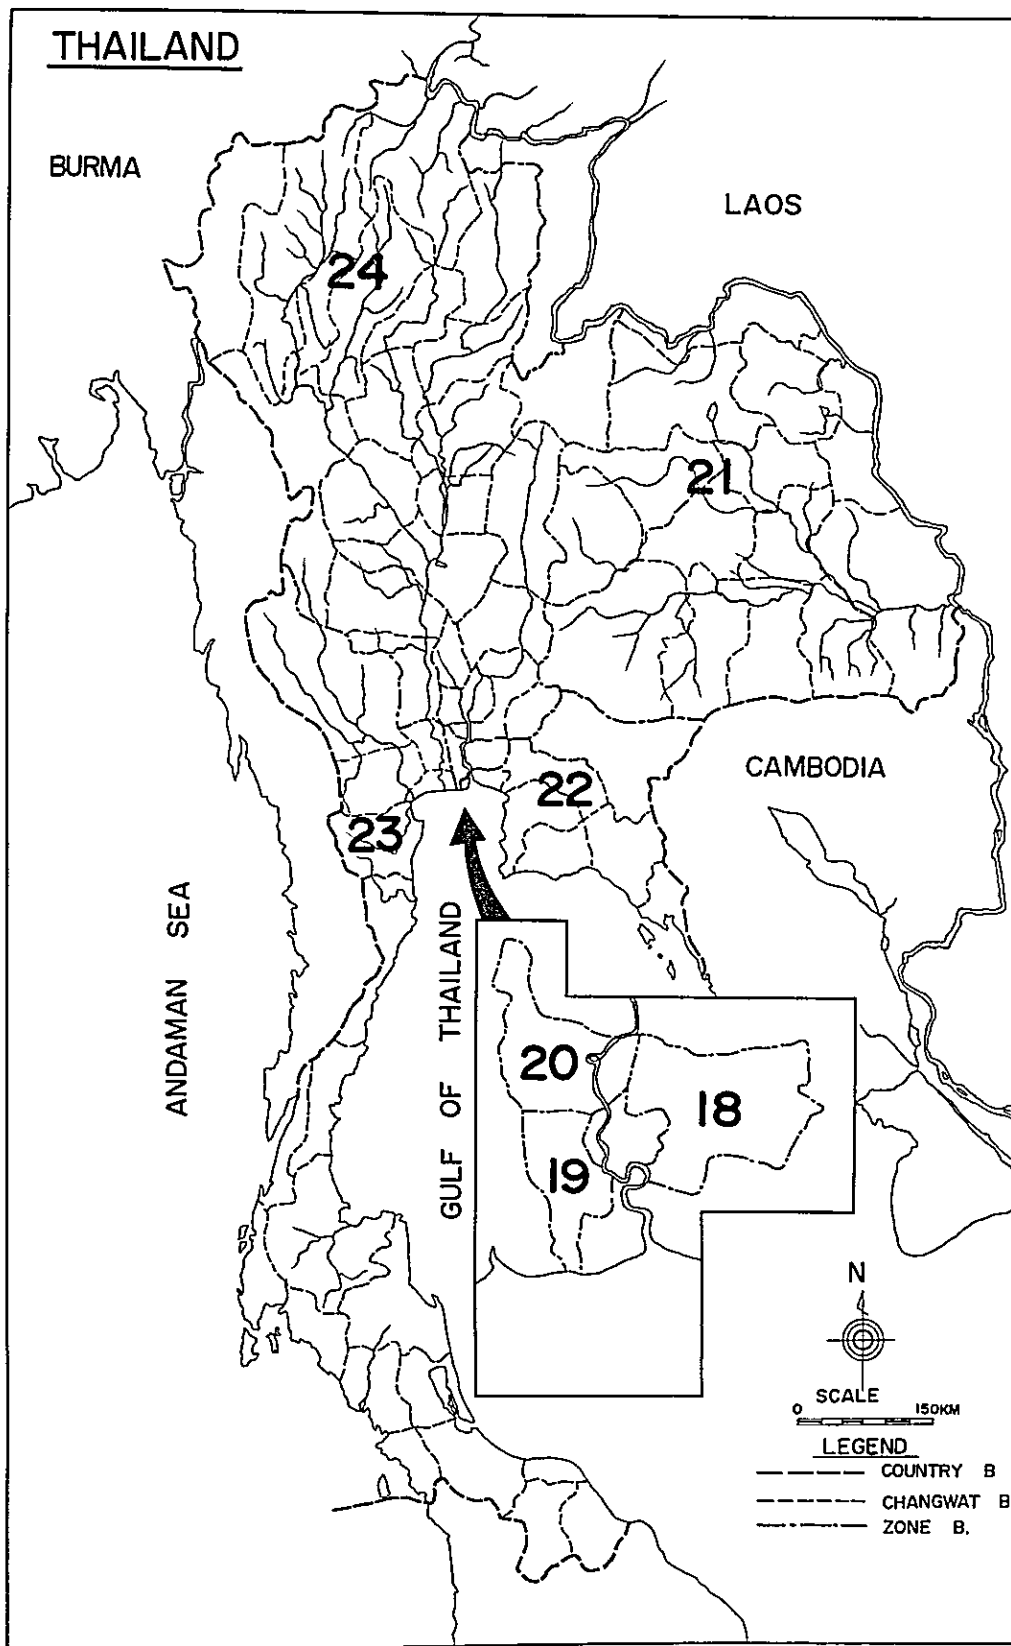 THAILAND
BURMA
LAOS
24
21
CAMBODIA
22
23
ANDAMAN SEA
GULF OF THAILAND
20
18
19
N
SCALE
0 150KM
LEGEND
COUNTRY B
CHANGWAT B
ZONE B.